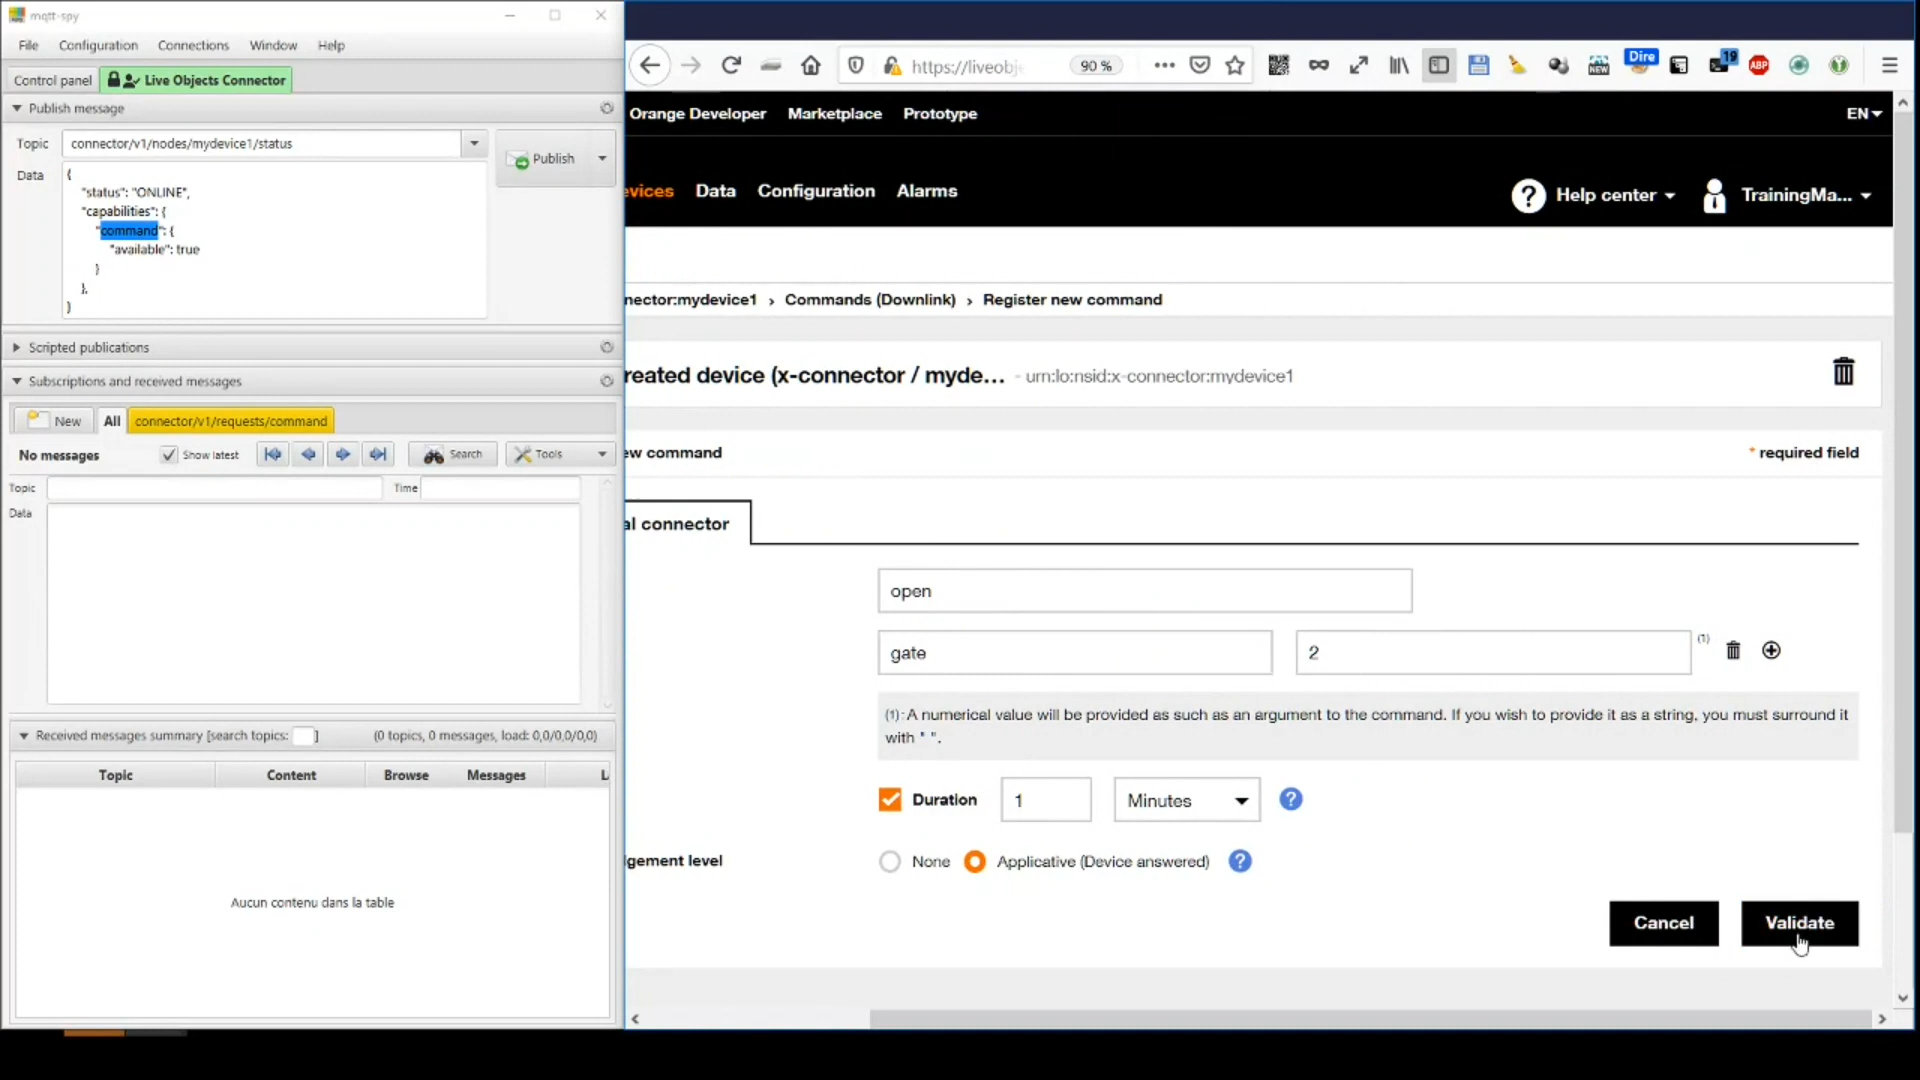 mqtt-spy
File Configuration Connections Window Help
Control panel Live Objects Connector
Publish message
Topic connector/v1/nodes/mydevice1/status
Publish
Data
{
"status": "ONLINE",
"capabilities": {
"command": {
"available": true
}
},
}
Scripted publications
Subscriptions and received messages
New All connector/v1/requests/command
No messages Show latest Search Tools
Topic Time
Data
Received messages summary [search topics: ] (0 topics, 0 messages, load: 0,0/0,0/0,0)
Topic Content Browse Messages L
Aucun contenu dans la table
https://liveobj 90 % NEW Dire 19 ABP
Orange Developer Marketplace Prototype EN
evices Data Configuration Alarms Help center TrainingMa...
nector:mydevice1 › Commands (Downlink) › Register new command
reated device (x-connector / myde... - urn:lo:nsid:x-connector:mydevice1
ew command * required field
al connector
open
gate 2 (1)
(1): A numerical value will be provided as such as an argument to the command. If you wish to provide it as a string, you must surround it
with " ".
Duration 1 Minutes ?
gement level None Applicative (Device answered) ?
Cancel Validate